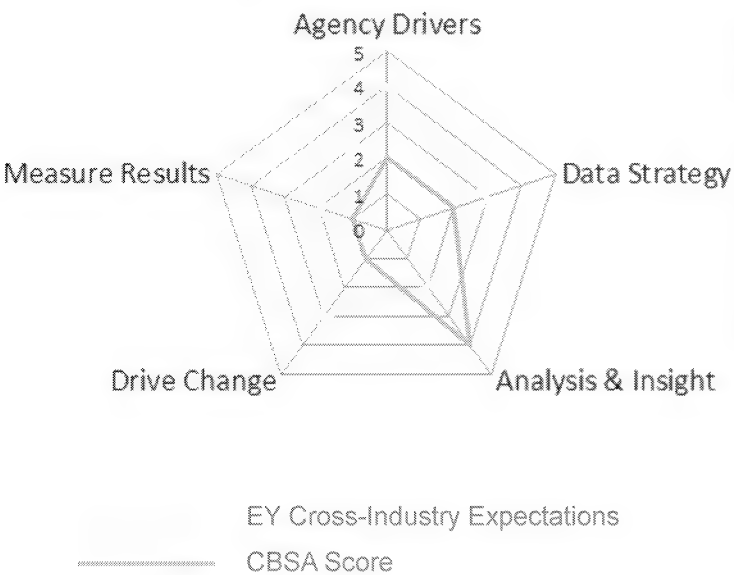 Agency Drivers
5
4
3
2
1
0
Measure Results
Data Strategy
Drive Change
Analysis & Insight
EY Cross-Industry Expectations
CBSA Score